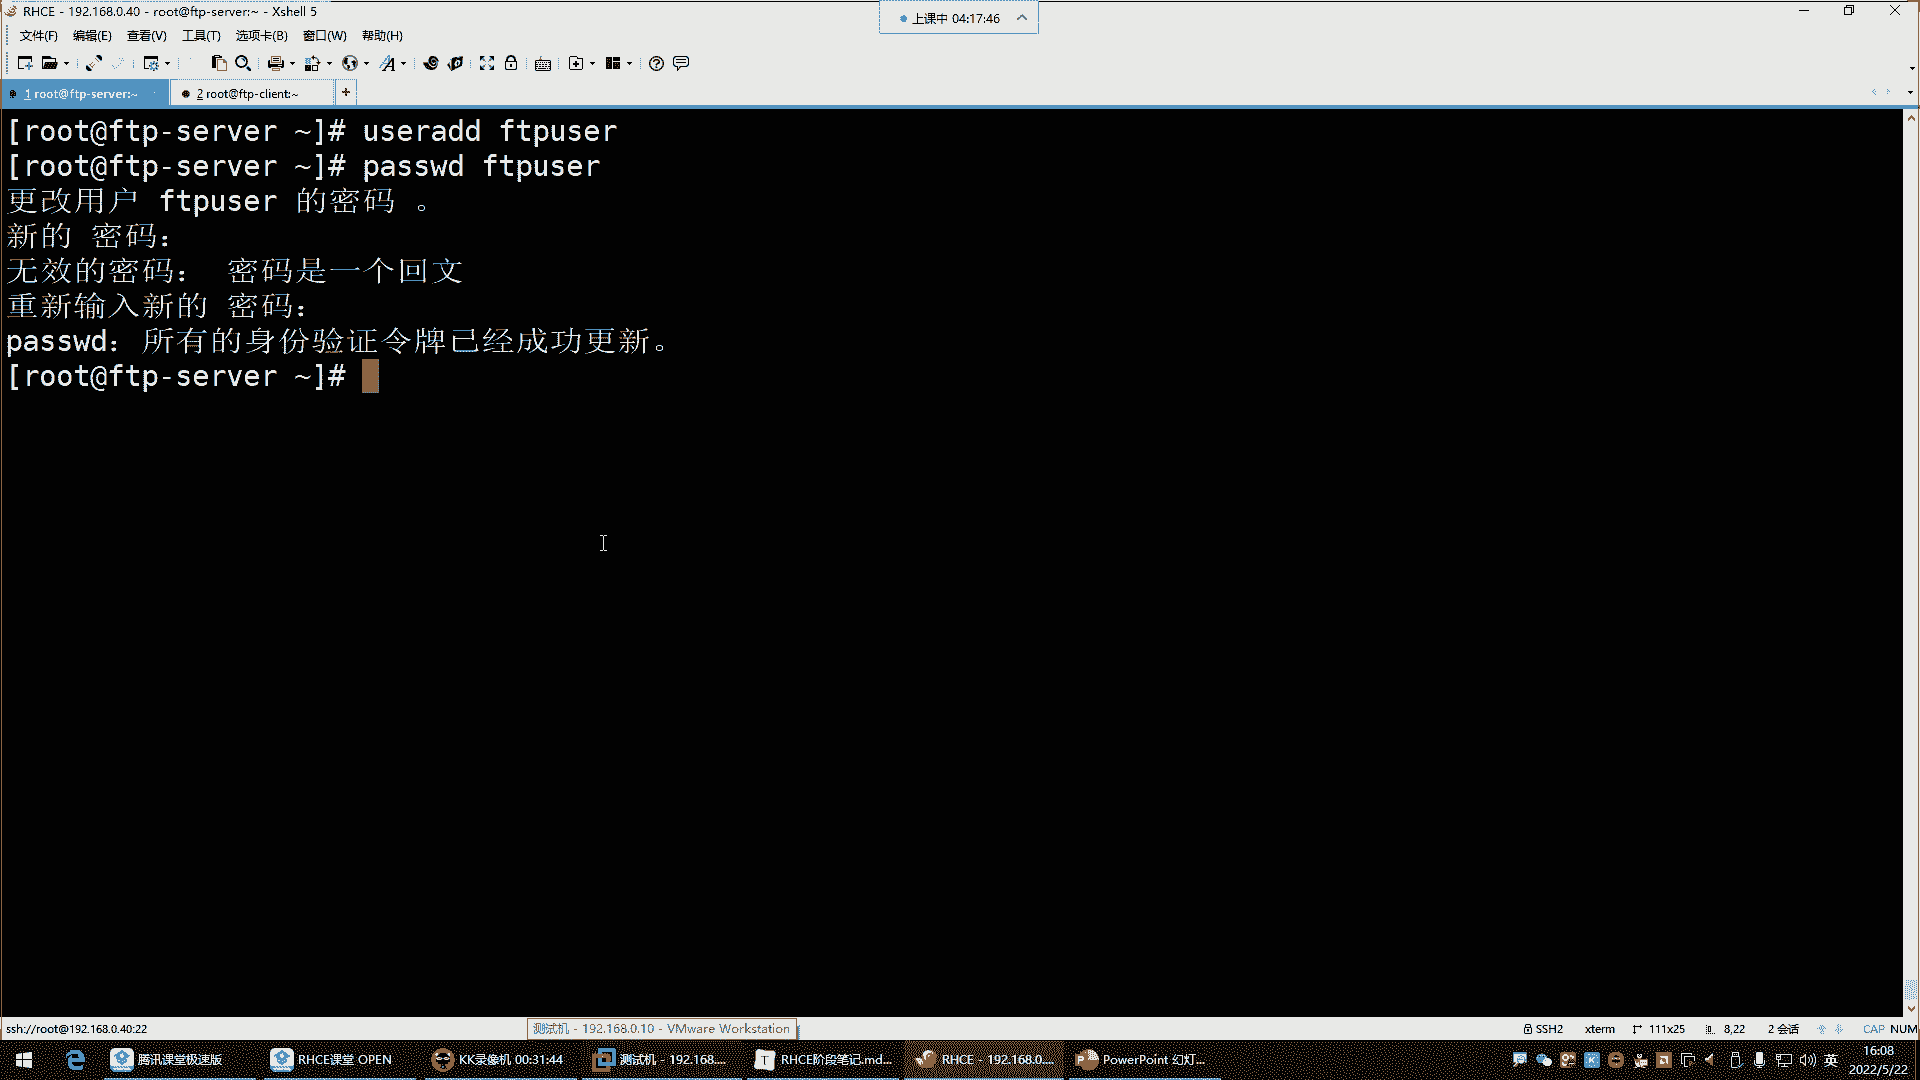 RHCE - 192.168.0.40 - root@ftp-server:~ - Xshell 5
上课中 04:17:46
文件(F) 编辑(E) 查看(V) 工具(T) 选项卡(B) 窗口(W) 帮助(H)
1 root@ftp-server:~ 2 root@ftp-client:~ +
[root@ftp-server ~]# useradd ftpuser
[root@ftp-server ~]# passwd ftpuser
更改用户 ftpuser 的密码 。
新的 密码：
无效的密码： 密码是一个回文
重新输入新的 密码：
passwd：所有的身份验证令牌已经成功更新。
[root@ftp-server ~]#
ssh://root@192.168.0.40:22
测试机 - 192.168.0.10 - VMware Workstation
SSH2 xterm 111x25 8,22 2 会话 CAP NUM
腾讯课堂极速版 RHCE课堂 OPEN KK录像机 00:31:44 测试机 - 192.168.... RHCE阶段笔记.md... RHCE - 192.168.0.... PowerPoint 幻灯...
英
16:08
2022/5/22